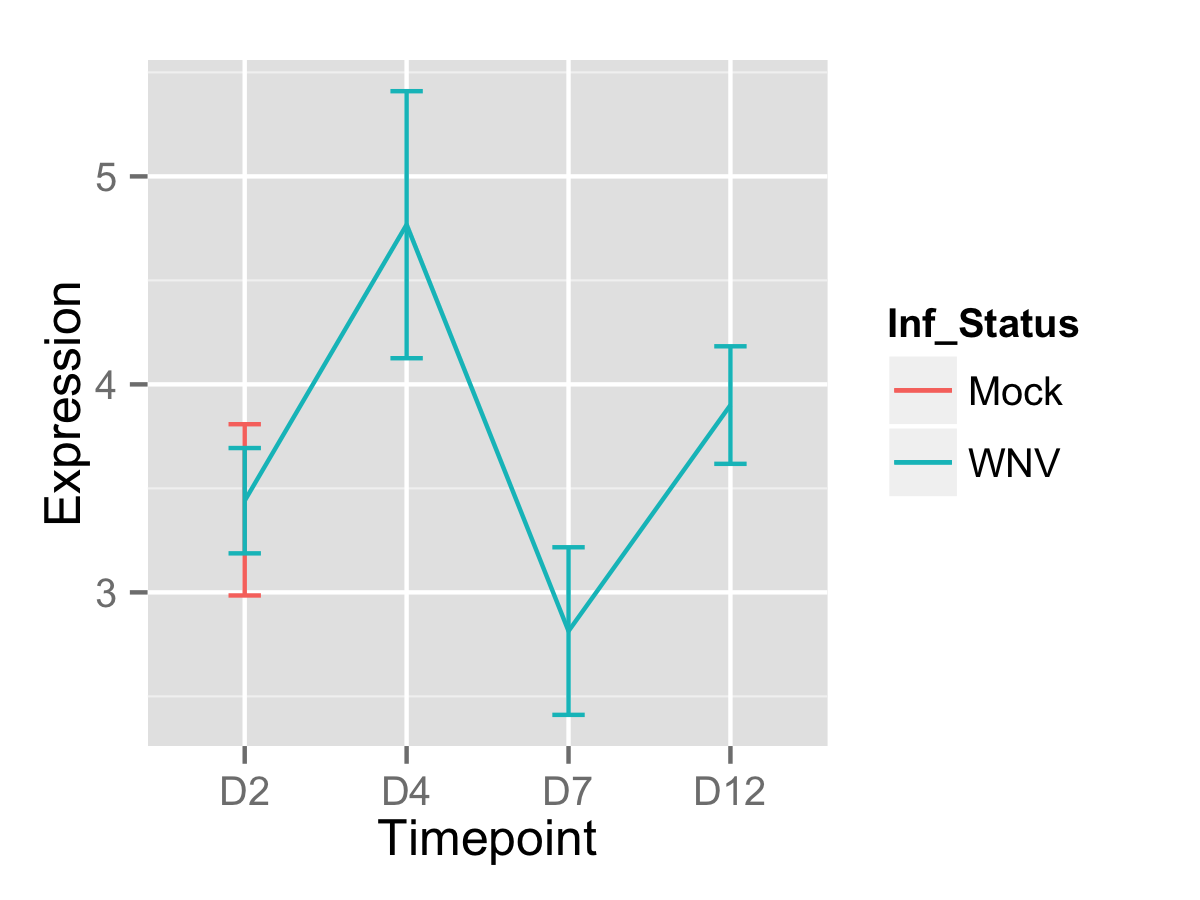 Expression
5
4
3
D2 D4 D7 D12
Timepoint
Inf_Status
Mock
WNV